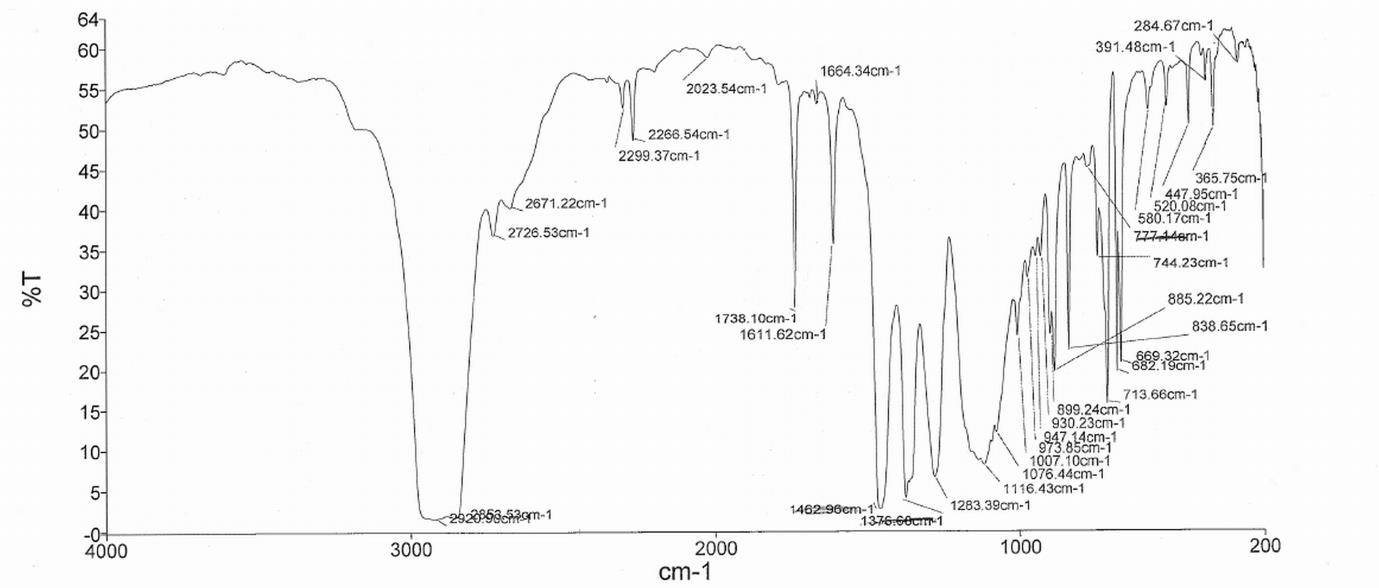 64
284.67cm-1
391.48cm-1
60
1664.34cm-1
55
2023.54cm-1
50
2266.54cm-1
2299.37cm-1
45
365.75cm-1
447.95cm-1
2671.22cm-1
40
520.08cm-1
580.17cm-1
2726.53cm-1
777.14cm-1
35
744.23cm-1
%T
30
885.22cm-1
1738.10cm-1
838.65cm-1
1611.62cm-1
25
669.32cm-1
682.19cm-1
20
713.66cm-1
899.24cm-1
15
930.23cm-1
947.14cm-1
973.85cm-1
10
1007.10cm-1
1076.44cm-1
1116.43cm-1
5
1283.39cm-1
1462.96cm-1
2853.53cm-1
1376.60cm-1
-0
4000
3000
2000
1000
200
cm-1